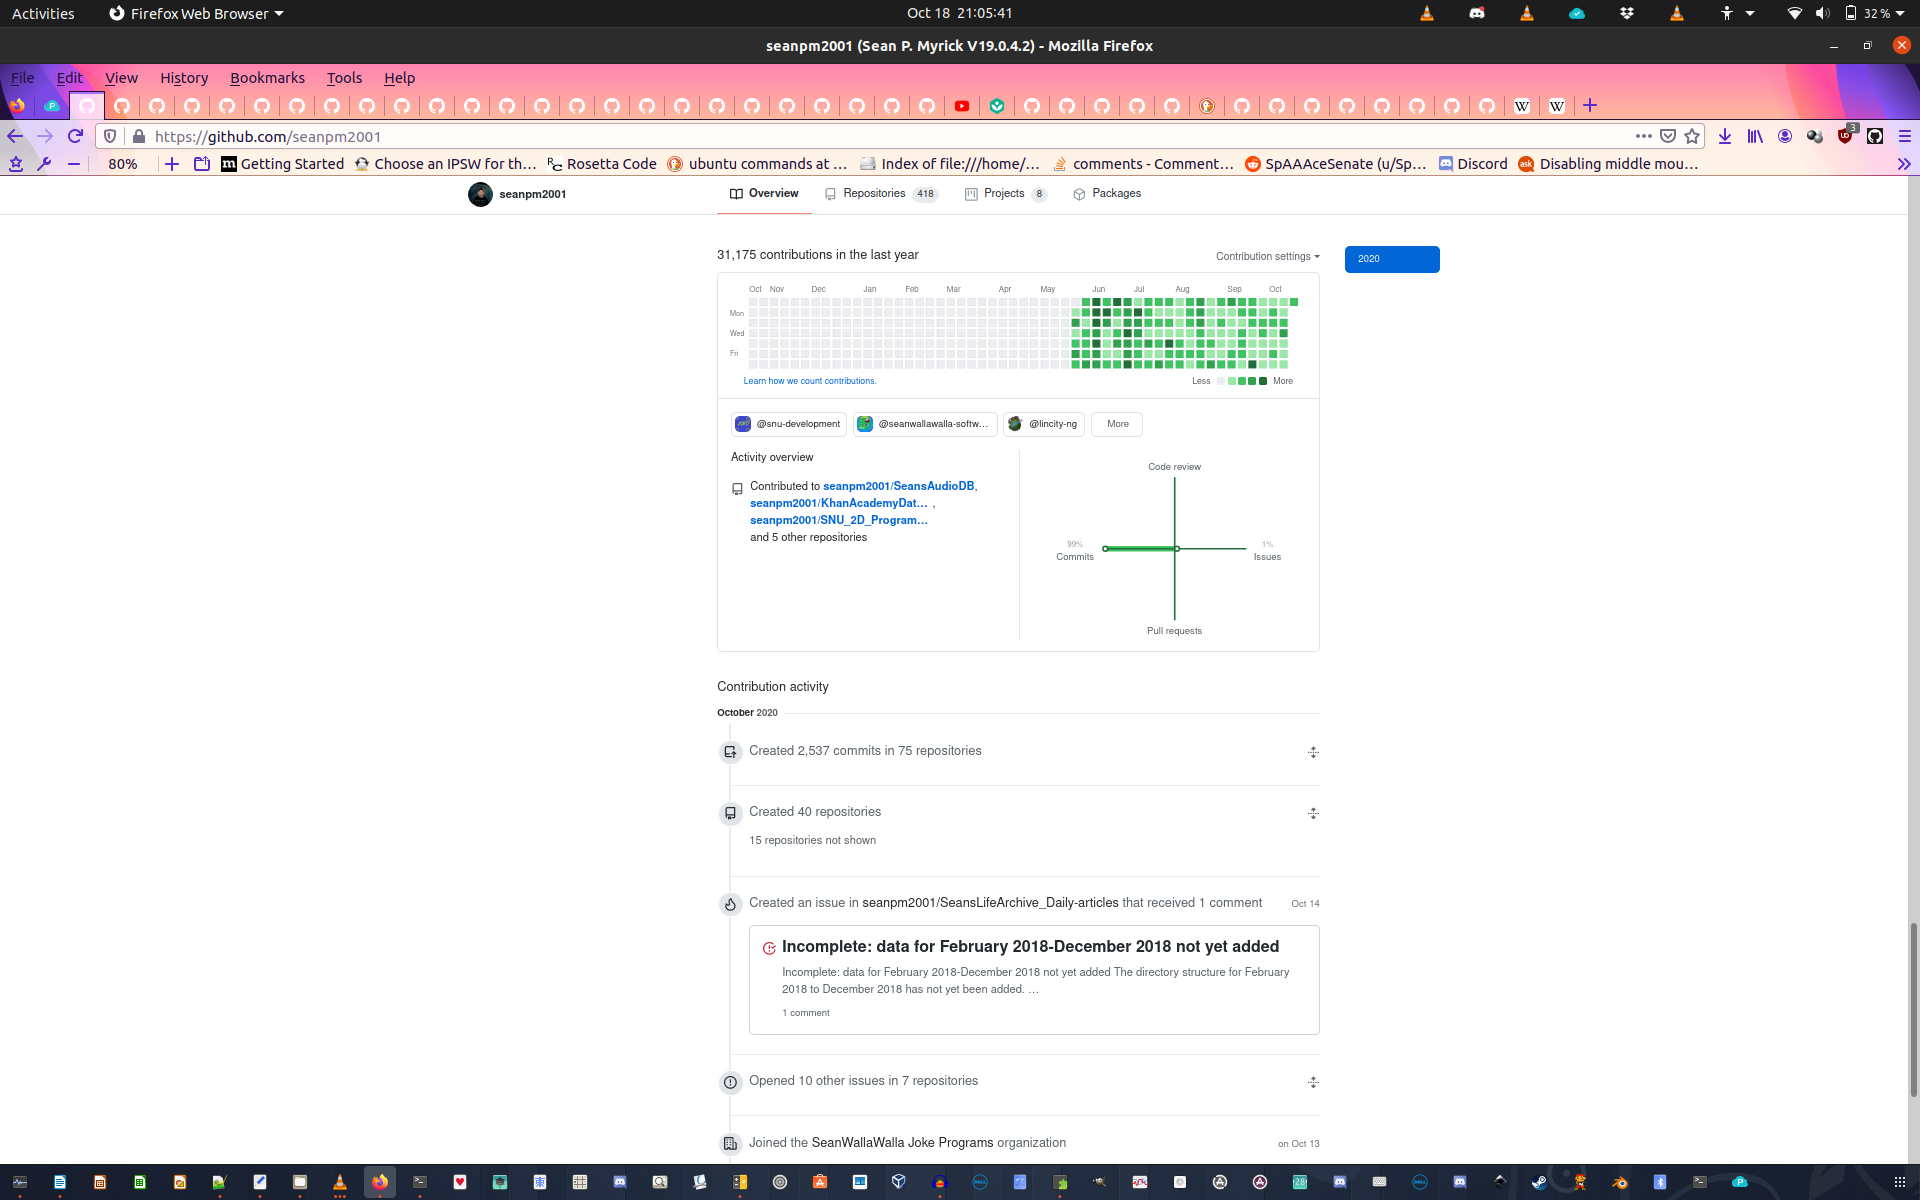 Activities
Firefox Web Browser
Oct 18 21:05:41
32 %
seanpm2001 (Sean P. Myrick V19.0.4.2) - Mozilla Firefox
File Edit View History Bookmarks Tools Help
https://github.com/seanpm2001
3
80%
Getting Started
Choose an IPSW for th…
Rosetta Code
ubuntu commands at …
Index of file:///home/…
comments - Comment…
SpAAAceSenate (u/Sp…
Discord
Disabling middle mou…
seanpm2001
Overview
Repositories 418
Projects 8
Packages
31,175 contributions in the last year
Contribution settings
2020
Oct Nov Dec Jan Feb Mar Apr May Jun Jul Aug Sep Oct
Mon
Wed
Fri
Learn how we count contributions.
Less More
@snu-development
@seanwallawalla-softw…
@lincity-ng
More
Activity overview
Contributed to seanpm2001/SeansAudioDB,
seanpm2001/KhanAcademyDat… ,
seanpm2001/SNU_2D_Program…
and 5 other repositories
Code review
99%
Commits
1%
Issues
Pull requests
Contribution activity
October 2020
Created 2,537 commits in 75 repositories
Created 40 repositories
15 repositories not shown
Created an issue in seanpm2001/SeansLifeArchive_Daily-articles that received 1 comment
Oct 14
Incomplete: data for February 2018-December 2018 not yet added
Incomplete: data for February 2018-December 2018 not yet added The directory structure for February
2018 to December 2018 has not yet been added. …
1 comment
Opened 10 other issues in 7 repositories
Joined the SeanWallaWalla Joke Programs organization
on Oct 13